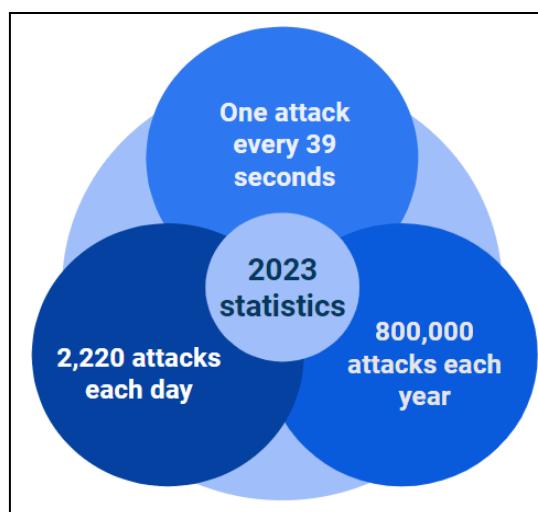 One attack
every 39
seconds
2023
statistics
2,220 attacks
each day
800,000
attacks each
year